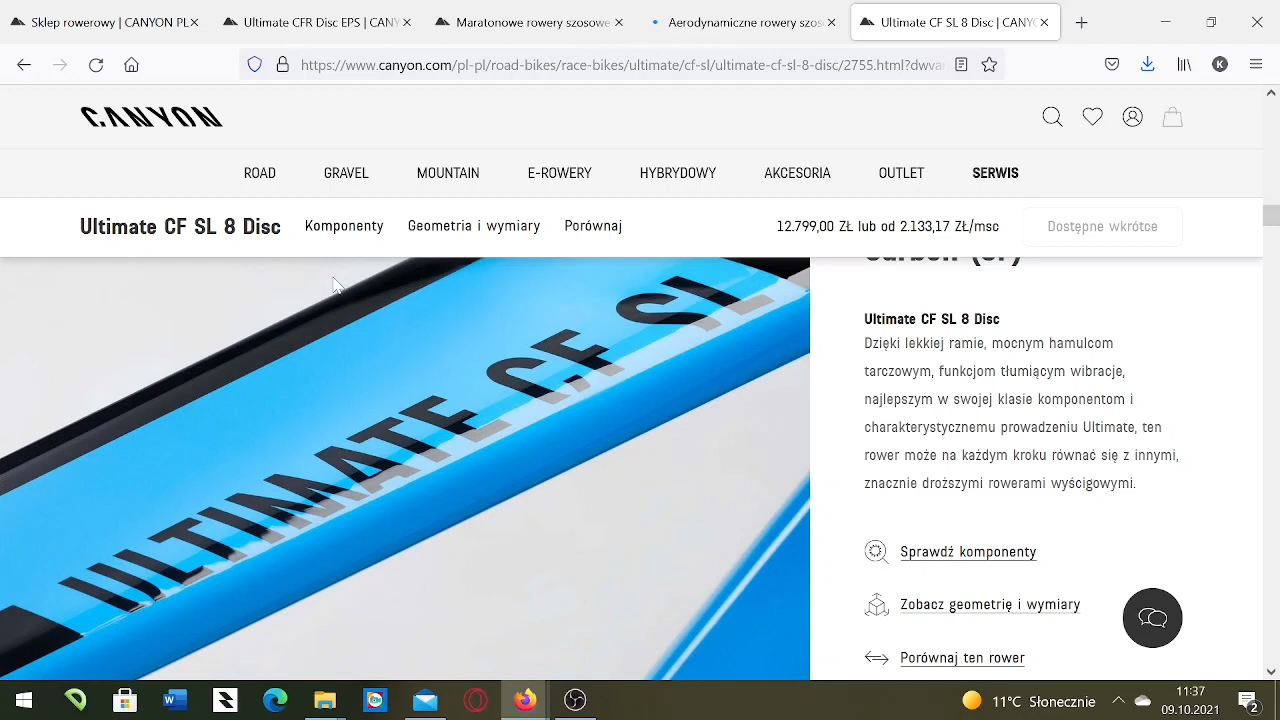 Sklep rowerowy | CANYON PL
Ultimate CFR Disc EPS | CANY
Maratonowe rowery szosowe
Aerodynamiczne rowery szoso
Ultimate CF SL 8 Disc | CANYO
https://www.canyon.com/pl-pl/road-bikes/race-bikes/ultimate/cf-sl/ultimate-cf-sl-8-disc/2755.html?dwva
K
CANYON
ROAD GRAVEL MOUNTAIN E-ROWERY HYBRYDOWY AKCESORIA OUTLET SERWIS
Ultimate CF SL 8 Disc Komponenty Geometria i wymiary Porównaj 12.799,00 ZŁ lub od 2.133,17 ZŁ/msc Dostępne wkrótce
ULTIMATE CF SL
Ultimate CF SL 8 Disc
Dzięki lekkiej ramie, mocnym hamulcom
tarczowym, funkcjom tłumiącym wibracje,
najlepszym w swojej klasie komponentom i
charakterystycznemu prowadzeniu Ultimate, ten
rower może na każdym kroku równać się z innymi,
znacznie droższymi rowerami wyścigowymi.
Sprawdź komponenty
Zobacz geometrię i wymiary
Porównaj ten rower
11°C Słonecznie
11:37
09.10.2021
2